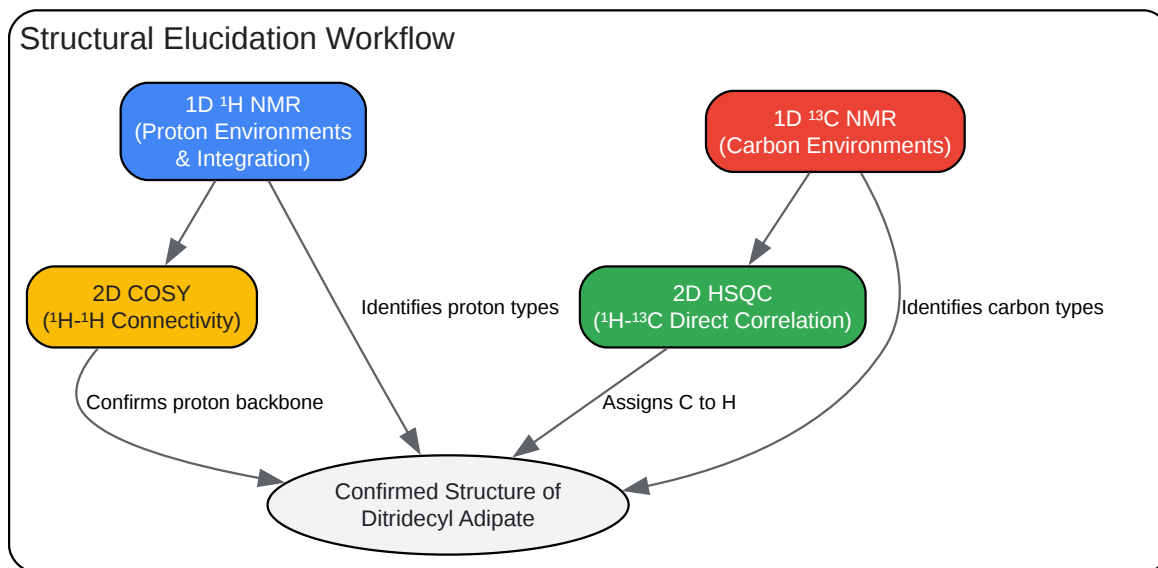 Structural Elucidation Workflow
1D ¹H NMR
(Proton Environments
& Integration)
1D ¹³C NMR
(Carbon Environments)
2D COSY
(¹H-¹H Connectivity)
Identifies proton types
2D HSQC
(¹H-¹³C Direct Correlation)
Identifies carbon types
Confirms proton backbone
Assigns C to H
Confirmed Structure of
Ditridecyl Adipate